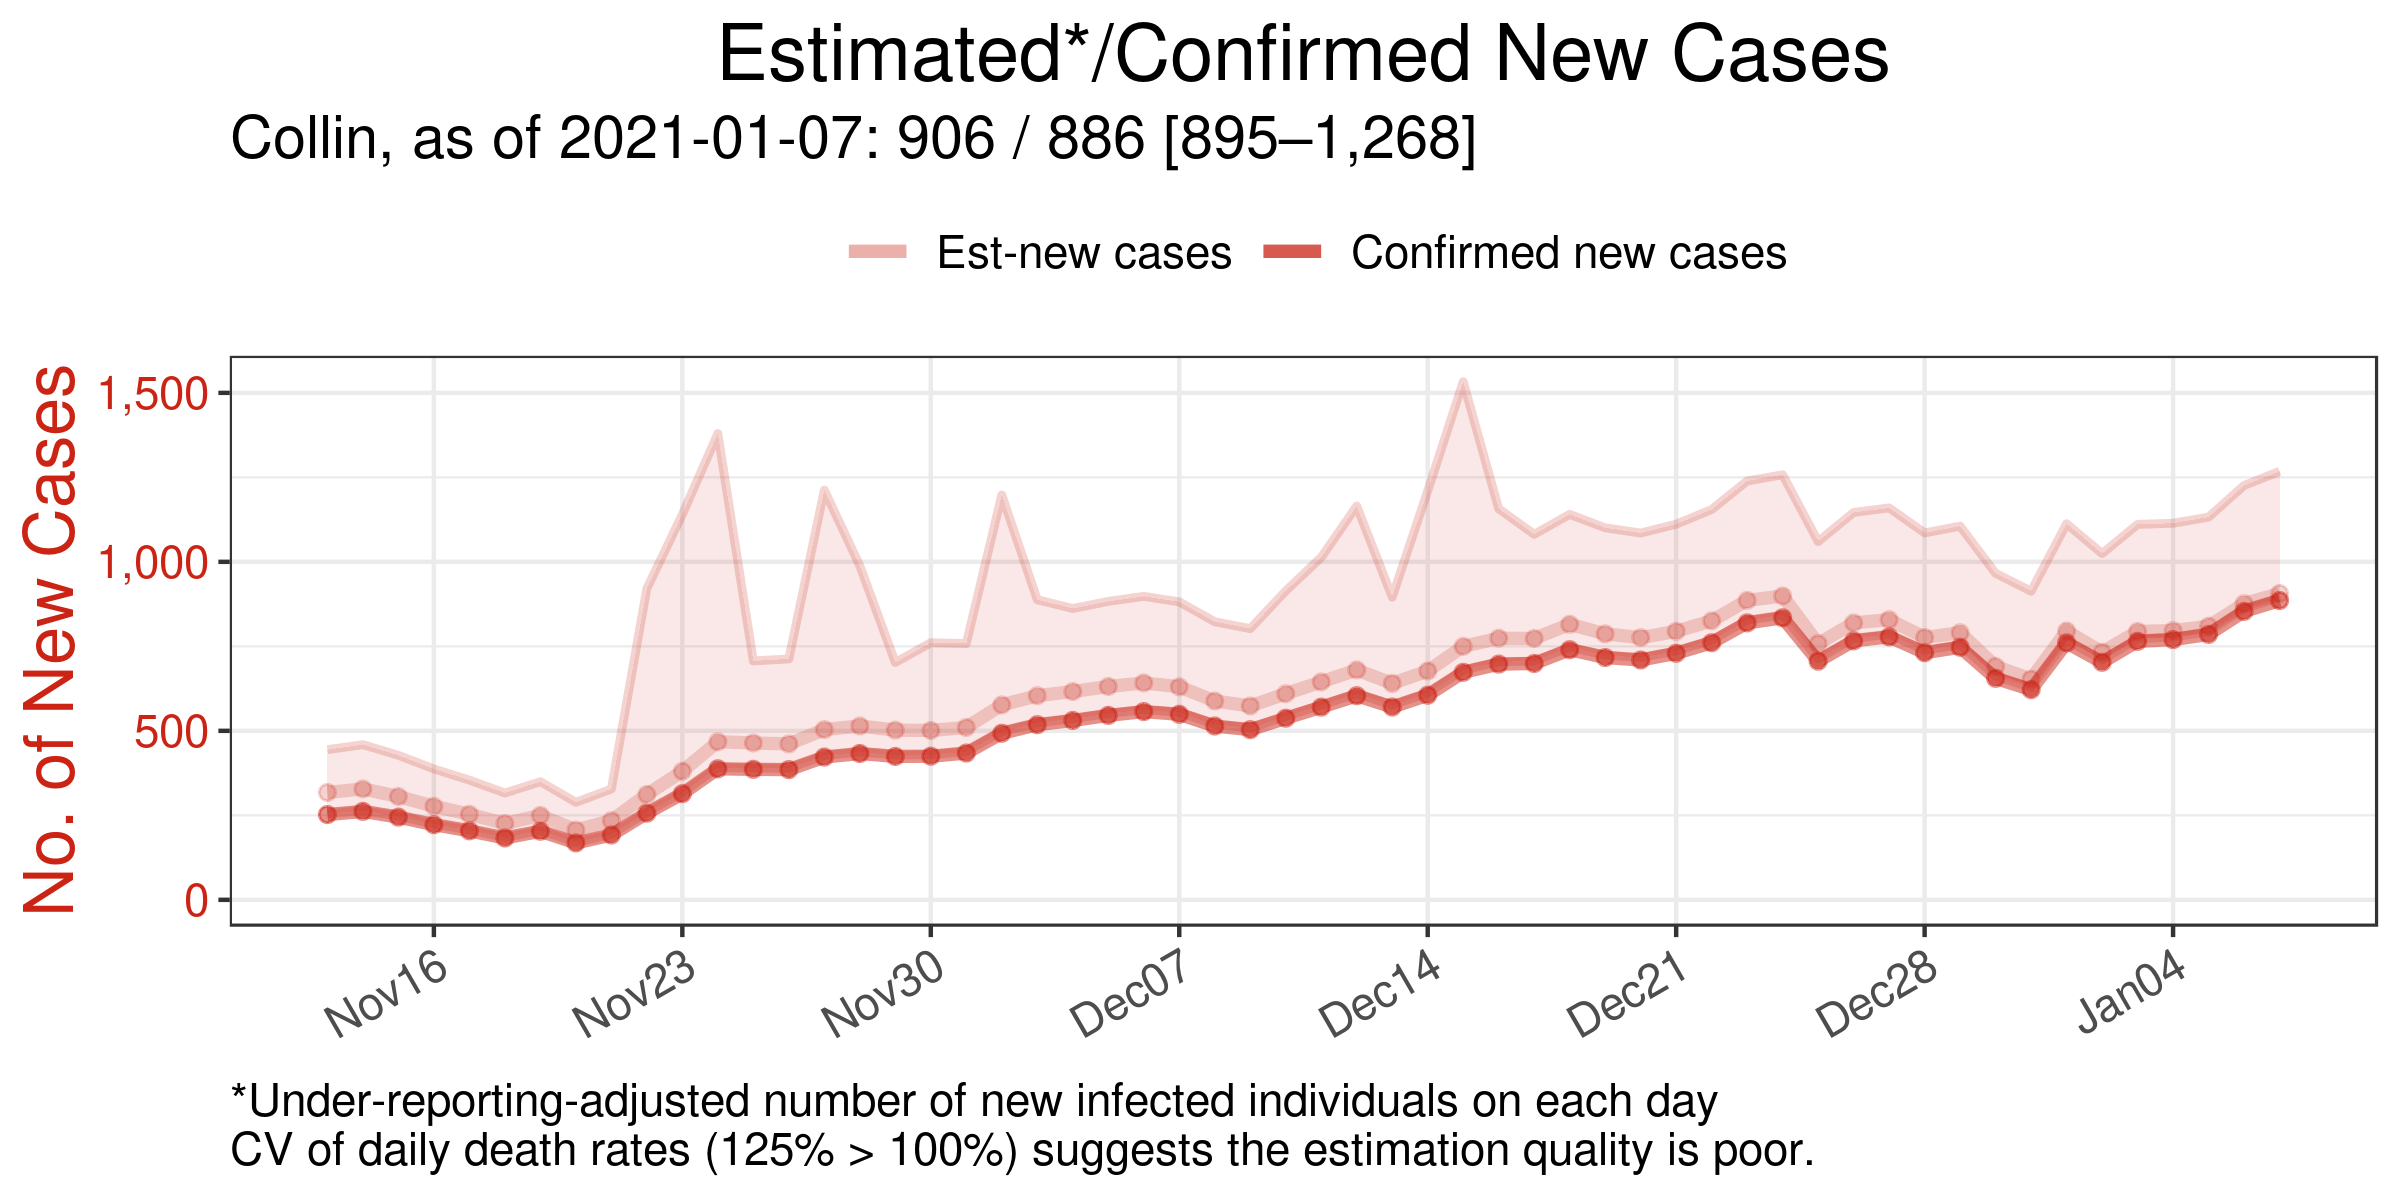 Estimated*/Confirmed New Cases
Collin, as of 2021-01-07: 906 / 886 [895–1,268]
Est-new cases
Confirmed new cases
No. of New Cases
1,500
1,000
500
0
Nov16
Nov23
Nov30
Dec07
Dec14
Dec21
Dec28
Jan04
*Under-reporting-adjusted number of new infected individuals on each day
CV of daily death rates (125% > 100%) suggests the estimation quality is poor.